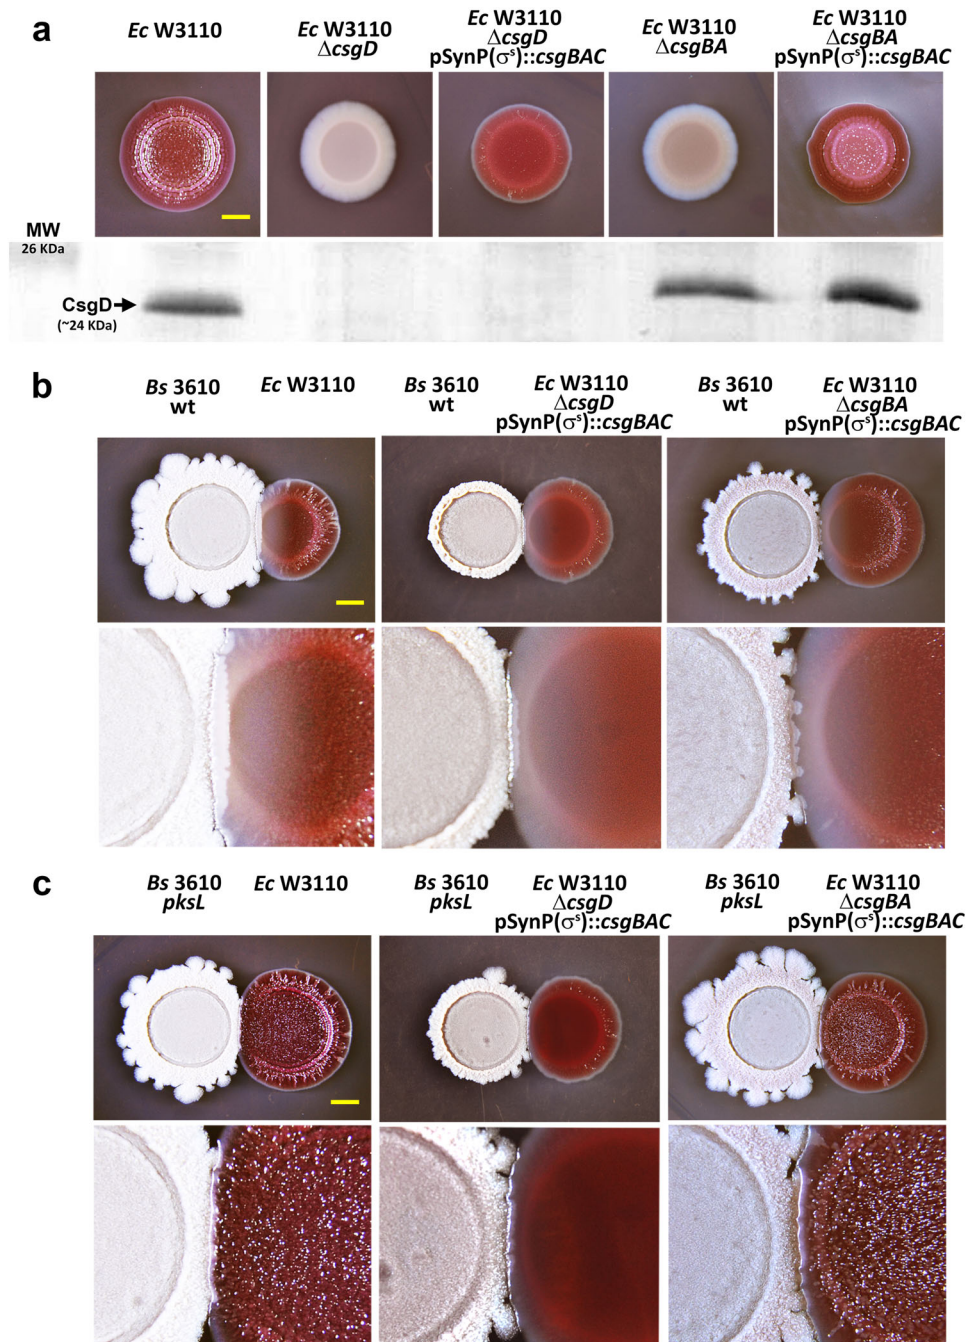 a
Ec W3110
Ec W3110
ΔcsgD
Ec W3110
ΔcsgD
pSynP(σˢ)::csgBAC
Ec W3110
ΔcsgBA
Ec W3110
ΔcsgBA
pSynP(σˢ)::csgBAC
MW
26 KDa
CsgD
(~24 KDa)
b
Bs 3610
wt
Ec W3110
Bs 3610
wt
Ec W3110
ΔcsgD
pSynP(σˢ)::csgBAC
Bs 3610
wt
Ec W3110
ΔcsgBA
pSynP(σˢ)::csgBAC
c
Bs 3610
pksL
Ec W3110
Bs 3610
pksL
Ec W3110
ΔcsgD
pSynP(σˢ)::csgBAC
Bs 3610
pksL
Ec W3110
ΔcsgBA
pSynP(σˢ)::csgBAC